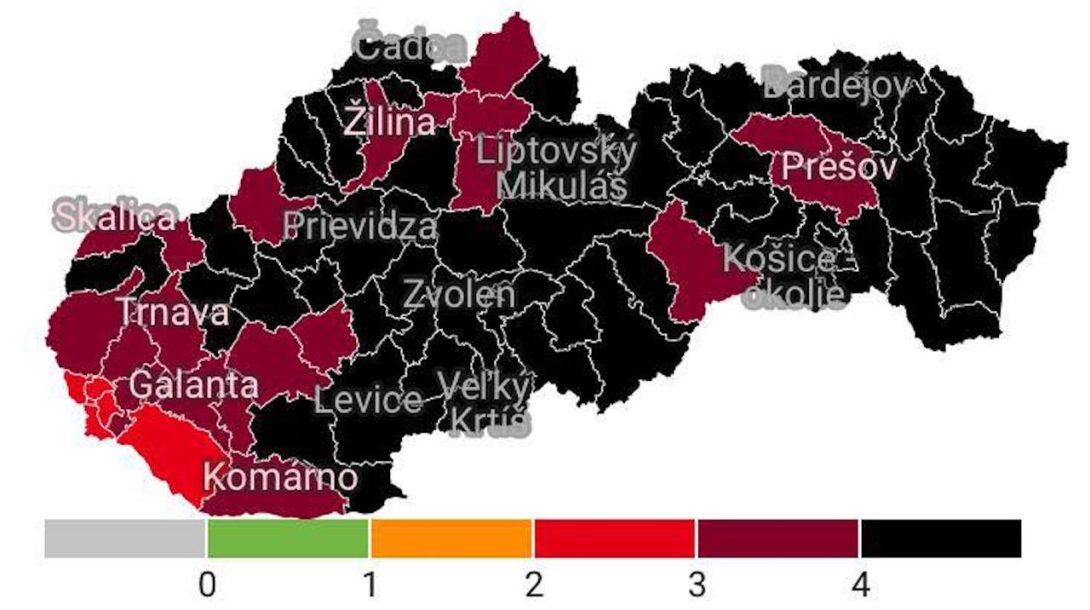 Čadca
Bardejov
Žilina
Liptovský
Mikuláš
Prešov
Skalica
Prievidza
Košice -
okolie
Zvolen
Trnava
Galanta
Levice
Veľký
Krtíš
Komárno
0 1 2 3 4